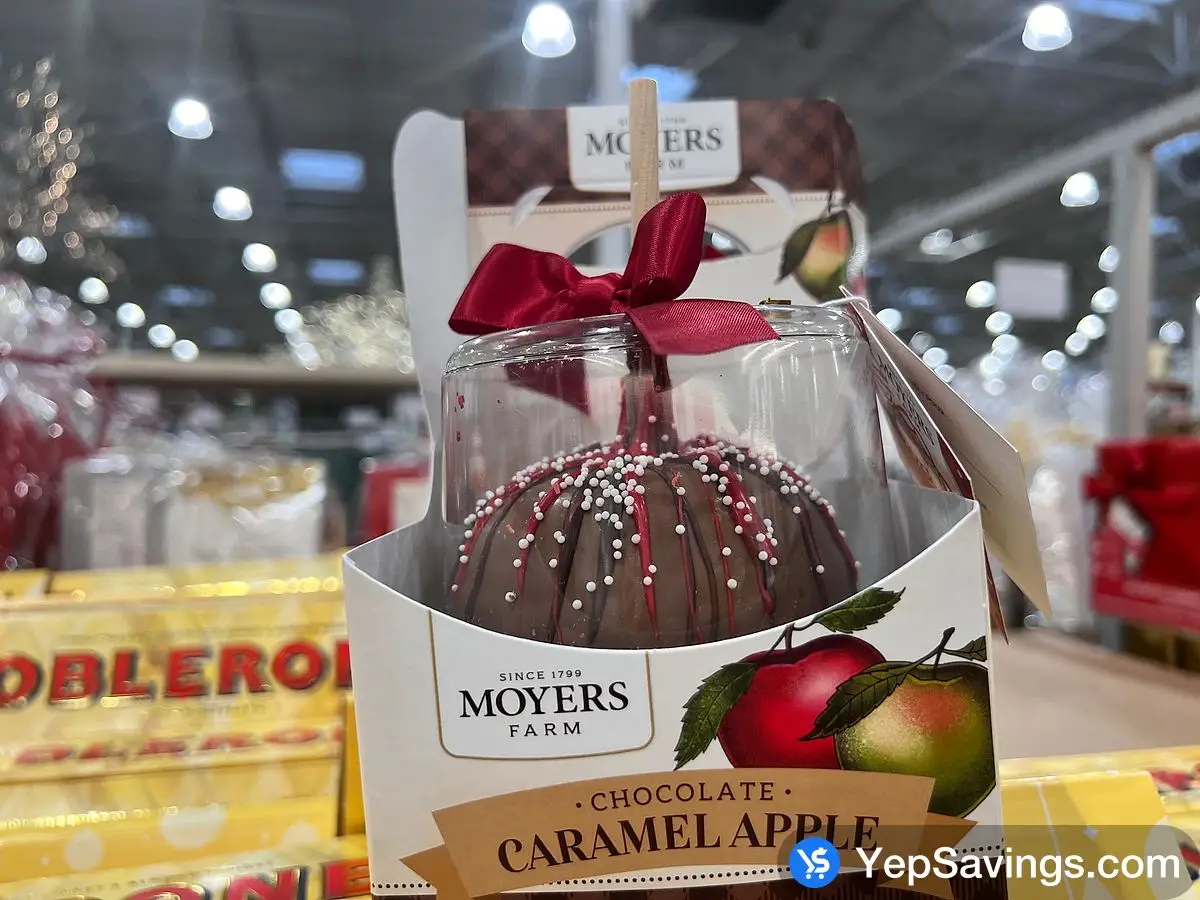 MOYERS
SINCE 1799
MOYERS
FARM
OBLERO
· CHOCOLATE ·
CARAMEL APPLE
YepSavings.com